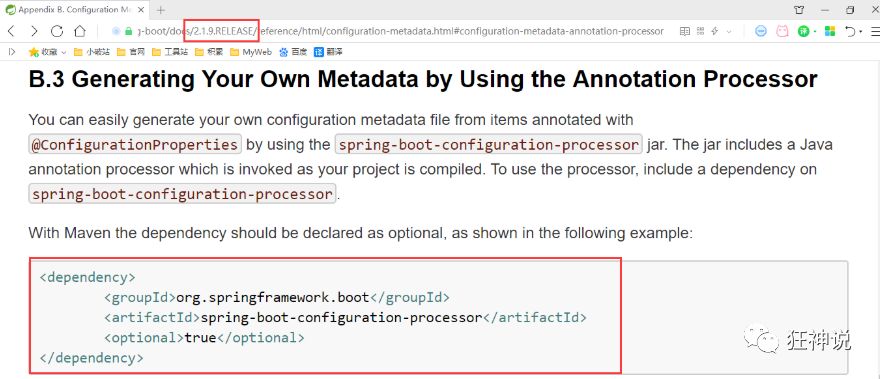 Appendix B. Configuration M
-boot/docs/2.1.9.RELEASE/reference/html/configuration-metadata.html#configuration-metadata-annotation-processor
收藏 小破站 官网 工具站 积累 MyWeb 百度 译 翻译
B.3 Generating Your Own Metadata by Using the Annotation Processor
You can easily generate your own configuration metadata file from items annotated with
@ConfigurationProperties by using the spring-boot-configuration-processor jar. The jar includes a Java
annotation processor which is invoked as your project is compiled. To use the processor, include a dependency on
spring-boot-configuration-processor.
With Maven the dependency should be declared as optional, as shown in the following example:
<dependency>
<groupId>org.springframework.boot</groupId>
<artifactId>spring-boot-configuration-processor</artifactId>
<optional>true</optional>
</dependency>
狂神说